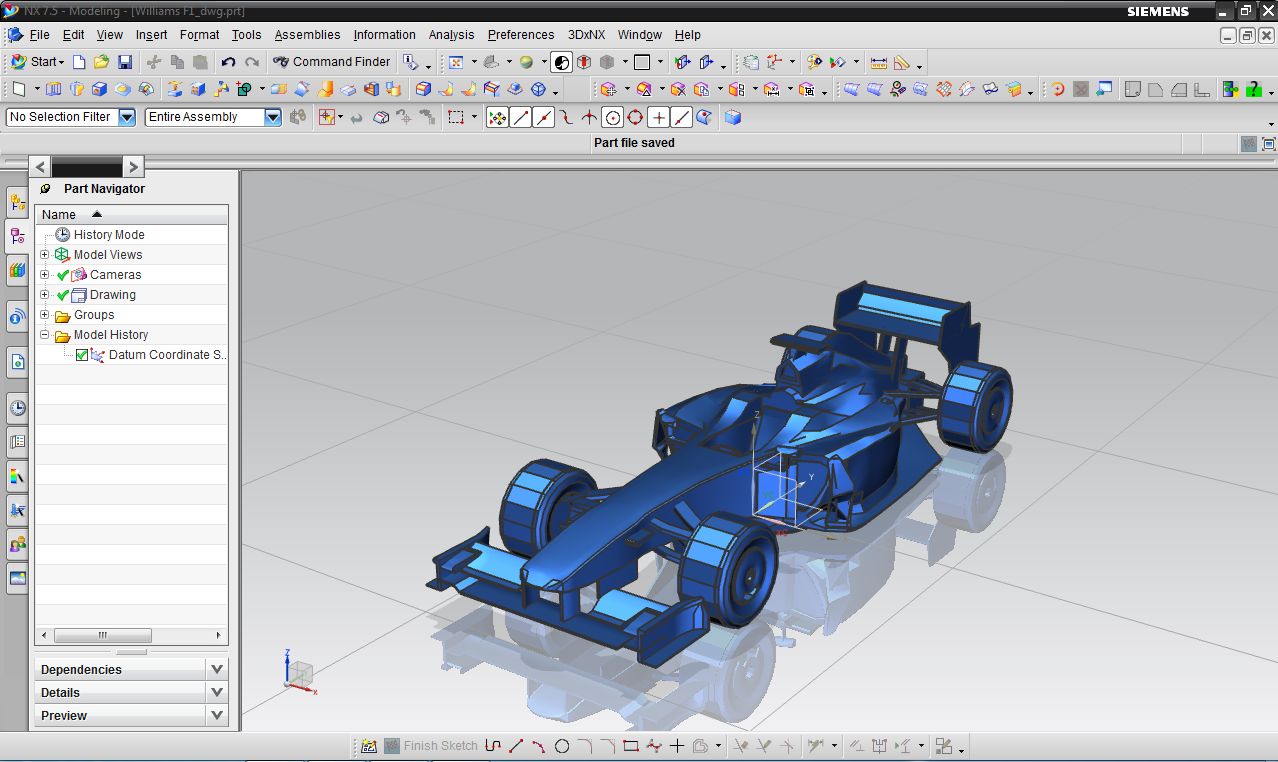 NX 7.5 - Modeling - [Williams F1_dwg.prt]
SIEMENS
File Edit View Insert Format Tools Assemblies Information Analysis Preferences 3DxNX Window Help
Start Command Finder
No Selection Filter Entire Assembly
Part file saved
Part Navigator
Name
History Mode
Model Views
Cameras
Drawing
Groups
Model History
Datum Coordinate S...
Dependencies
Details
Preview
Z
Y
Z
X
Finish Sketch